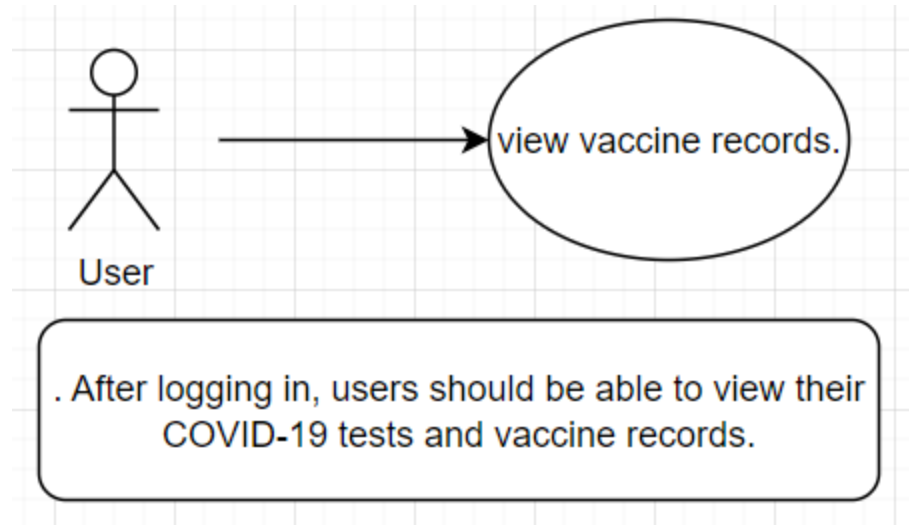 view vaccine records.
User
. After logging in, users should be able to view their
COVID-19 tests and vaccine records.